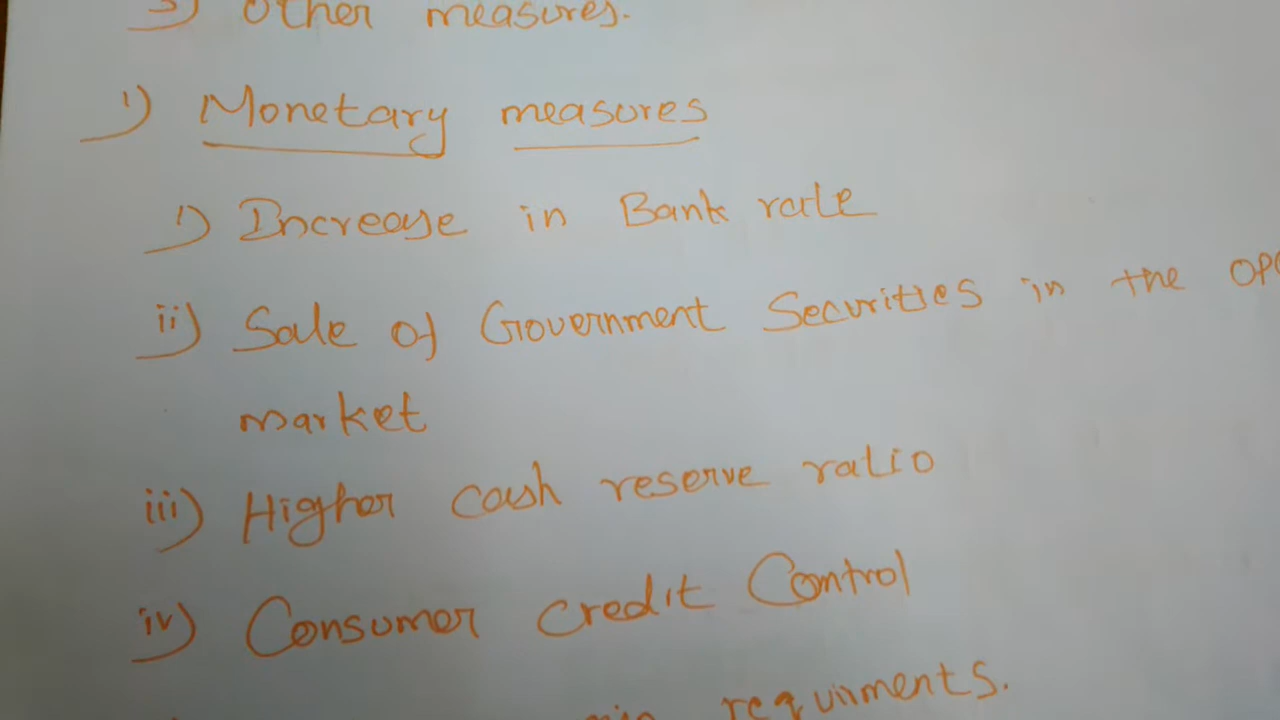 3) Other measures.
1) Monetary measures
i) Increase in Bank rate
ii) Sale of Government Securities in the
market
iii) Higher cash reserve ratio
iv) Consumer credit Control
requirments.